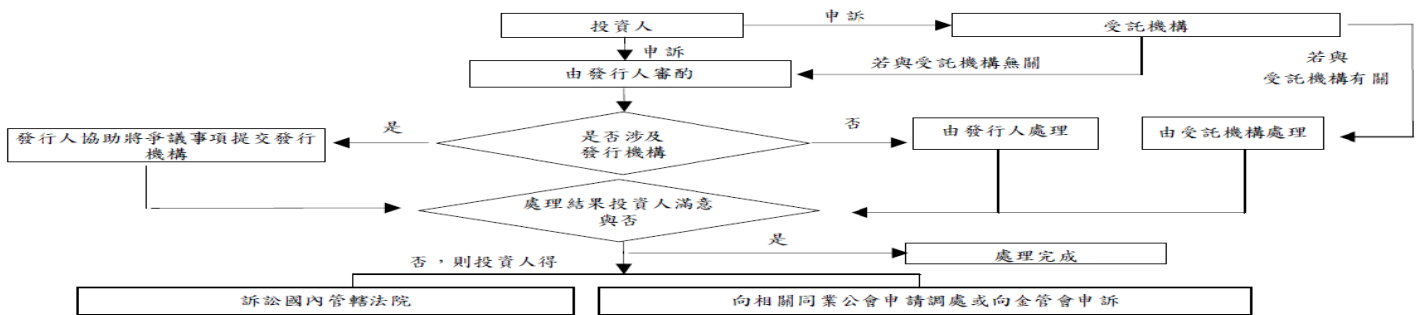 投資人
申訴
受託機構
申訴
若與
受託機構有關
由發行人審酌
若與受託機構無關
是
發行人協助將爭議事項提交發行
機構
是否涉及
發行機構
否
由發行人處理
由受託機構處理
處理結果投資人滿意
與否
是
處理完成
否，則投資人得
訴訟國內管轄法院
向相關同業公會申請調處或向金管會申訴